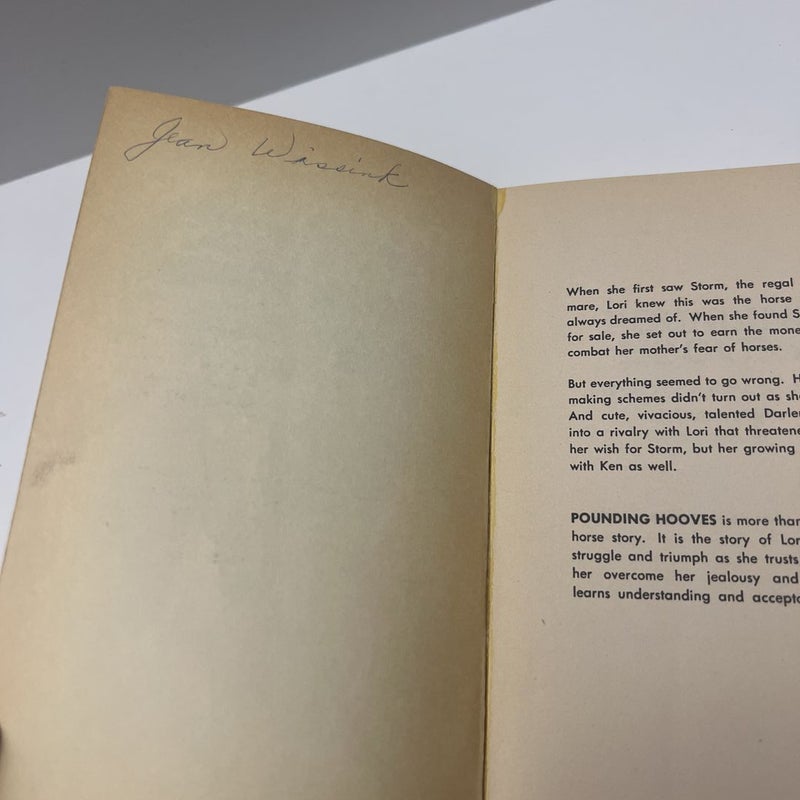 Jean Wassink
When she first saw Storm, the regal
mare, Lori knew this was the horse
always dreamed of. When she found S
for sale, she set out to earn the mone
combat her mother's fear of horses.
But everything seemed to go wrong. H
making schemes didn't turn out as sh
And cute, vivacious, talented Darle
into a rivalry with Lori that threatene
her wish for Storm, but her growing
with Ken as well.
POUNDING HOOVES is more than
horse story. It is the story of Lor
struggle and triumph as she trusts
her overcome her jealousy and
learns understanding and accepta